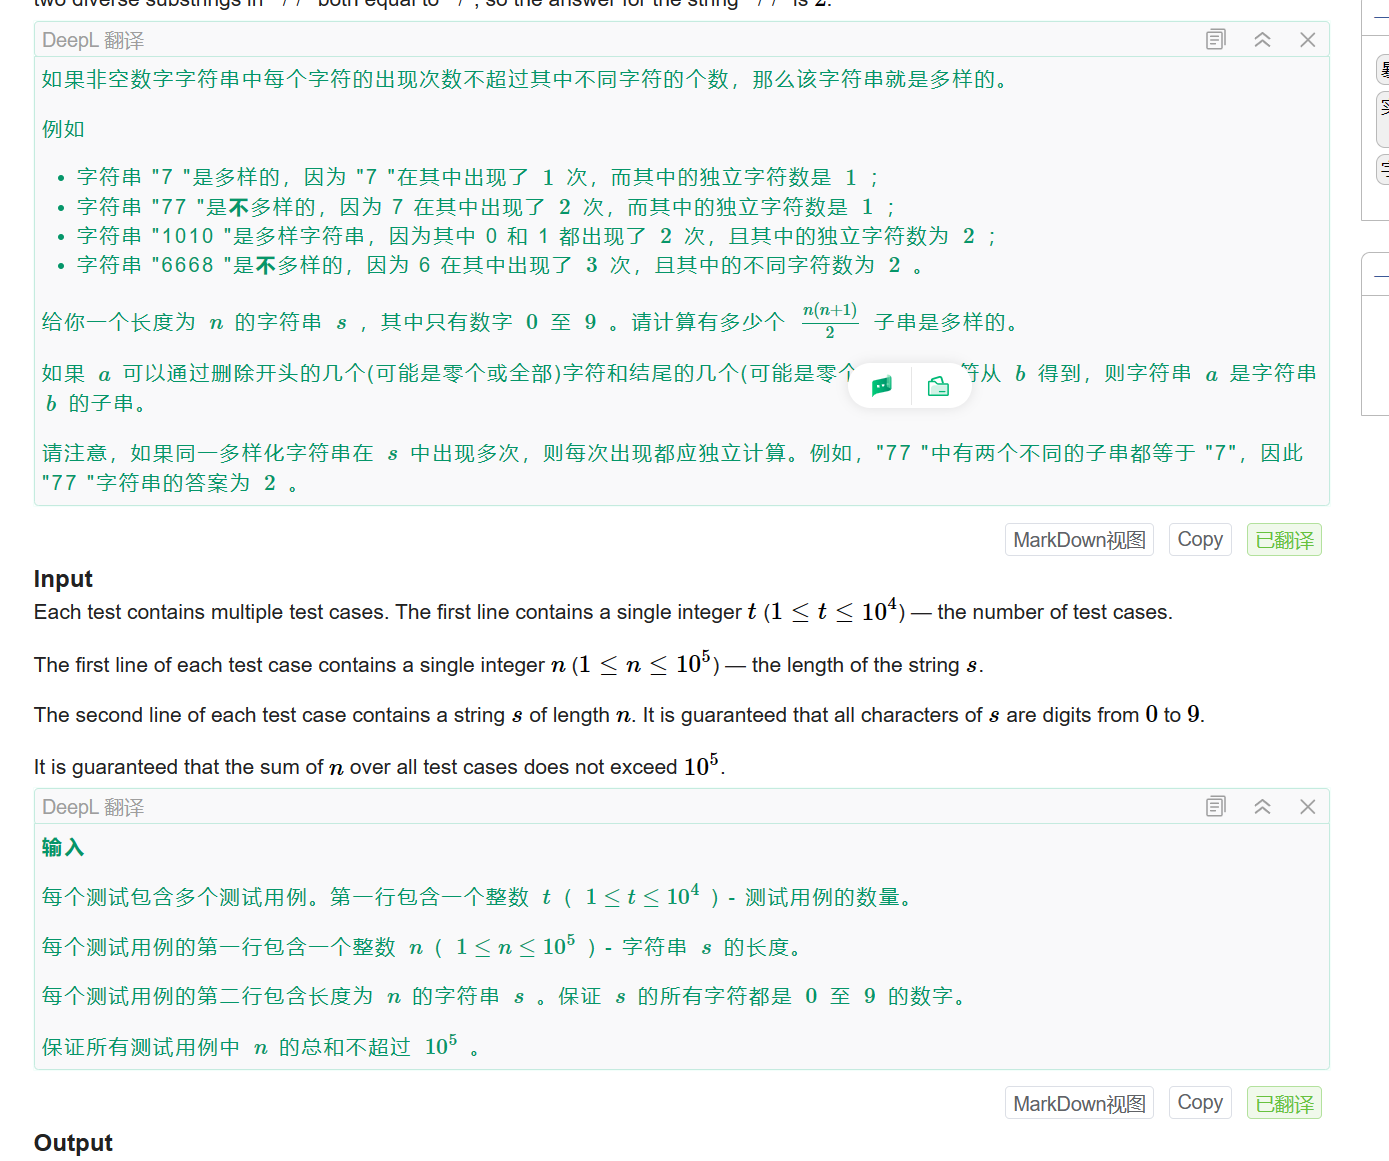 two diverse substrings in "77" both equal to "7", so the answer for the string "77" is 2.
DeepL 翻译
如果非空数字字符串中每个字符的出现次数不超过其中不同字符的个数，那么该字符串就是多样的。
例如
• 字符串 "7 "是多样的，因为 "7 "在其中出现了 1 次，而其中的独立字符数是 1 ；
• 字符串 "77 "是不多样的，因为 7 在其中出现了 2 次，而其中的独立字符数是 1 ；
• 字符串 "1010 "是多样字符串，因为其中 0 和 1 都出现了 2 次，且其中的独立字符数为 2 ；
• 字符串 "6668 "是不多样的，因为 6 在其中出现了 3 次，且其中的不同字符数为 2 。
给你一个长度为 n 的字符串 s ，其中只有数字 0 至 9 。请计算有多少个 n(n+1)/2 子串是多样的。
如果 a 可以通过删除开头的几个(可能是零个或全部)字符和结尾的几个(可能是零个 符从 b 得到，则字符串 a 是字符串
b 的子串。
请注意，如果同一多样化字符串在 s 中出现多次，则每次出现都应独立计算。例如，"77 "中有两个不同的子串都等于 "7"，因此
"77 "字符串的答案为 2 。
MarkDown视图 Copy 已翻译
Input
Each test contains multiple test cases. The first line contains a single integer t (1 ≤ t ≤ 10^4) — the number of test cases.
The first line of each test case contains a single integer n (1 ≤ n ≤ 10^5) — the length of the string s.
The second line of each test case contains a string s of length n. It is guaranteed that all characters of s are digits from 0 to 9.
It is guaranteed that the sum of n over all test cases does not exceed 10^5.
DeepL 翻译
输入
每个测试包含多个测试用例。第一行包含一个整数 t ( 1 ≤ t ≤ 10^4 ) - 测试用例的数量。
每个测试用例的第一行包含一个整数 n ( 1 ≤ n ≤ 10^5 ) - 字符串 s 的长度。
每个测试用例的第二行包含长度为 n 的字符串 s 。保证 s 的所有字符都是 0 至 9 的数字。
保证所有测试用例中 n 的总和不超过 10^5 。
MarkDown视图 Copy 已翻译
Output